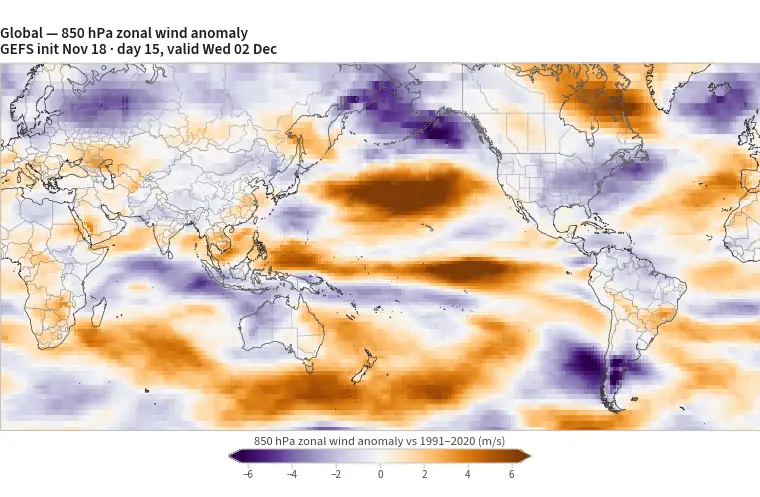 Global — 850 hPa zonal wind anomaly
GEFS init Nov 18 · day 15, valid Wed 02 Dec
850 hPa zonal wind anomaly vs 1991–2020 (m/s)
−6 −4 −2 0 2 4 6